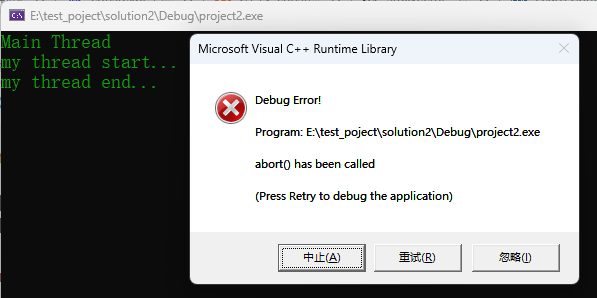 E:\test_poject\solution2\Debug\project2.exe
Main Thread
my thread start...
my thread end...
Microsoft Visual C++ Runtime Library
Debug Error!
Program: E:\test_poject\solution2\Debug\project2.exe
abort() has been called
(Press Retry to debug the application)
中止(A) 重试(R) 忽略(I)